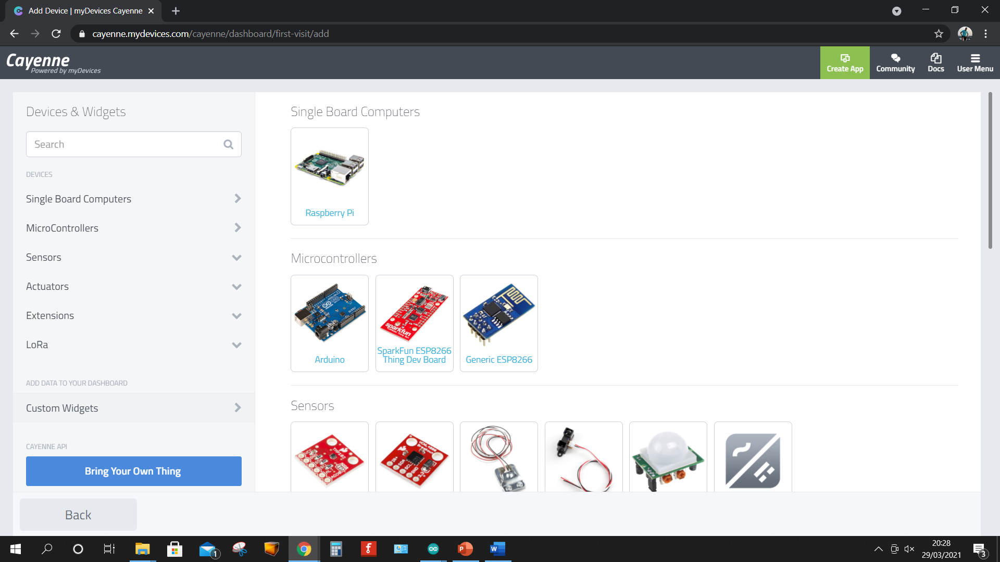 Add Device | myDevices Cayenne
cayenne.mydevices.com/cayenne/dashboard/first-visit/add
Cayenne
Powered by myDevices
Create App
Community
Docs
User Menu
Devices & Widgets
Search
DEVICES
Single Board Computers
MicroControllers
Sensors
Actuators
Extensions
LoRa
ADD DATA TO YOUR DASHBOARD
Custom Widgets
CAYENNE API
Bring Your Own Thing
Back
Single Board Computers
Raspberry Pi
Microcontrollers
sparkfun
Arduino
SparkFun ESP8266
Thing Dev Board
Generic ESP8266
Sensors
1
20:28
29/03/2021
3